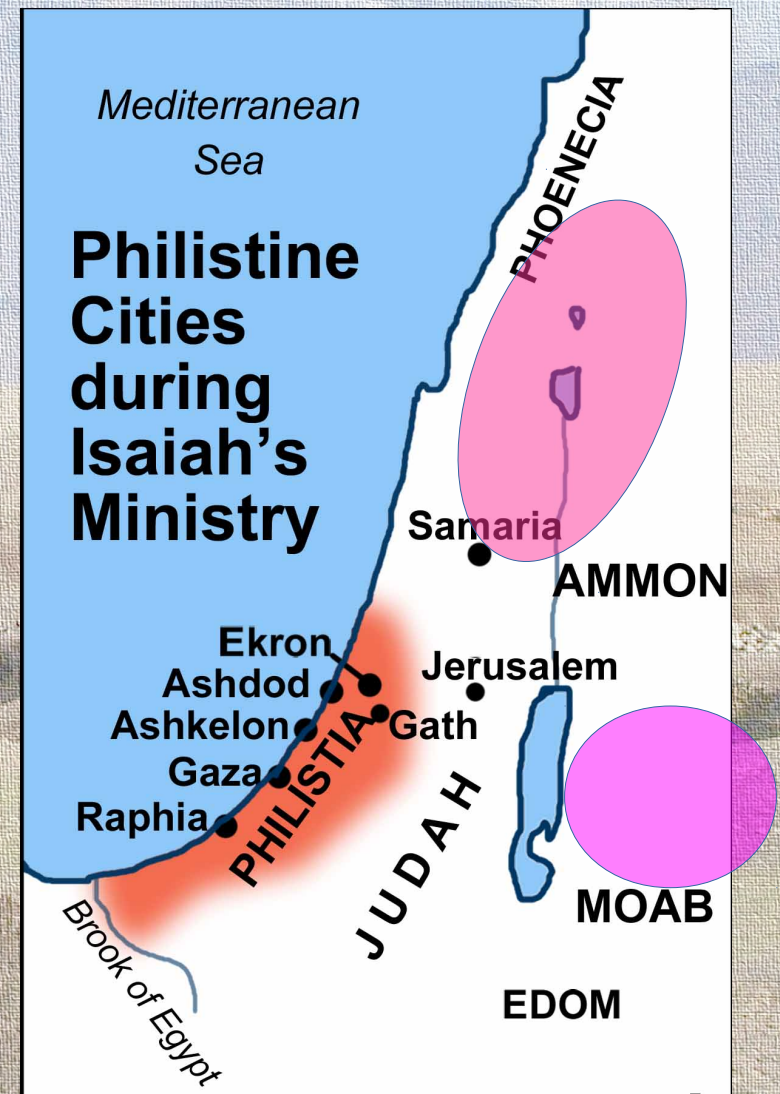 Mediterranean
Sea
PHOENECIA
Philistine
Cities
during
Isaiah’s
Ministry
Samaria
AMMON
Ekron
Jerusalem
Ashdod
Ashkelon
Gath
Gaza
Raphia
PHILISTIA
JUDAH
MOAB
Brook of Egypt
EDOM